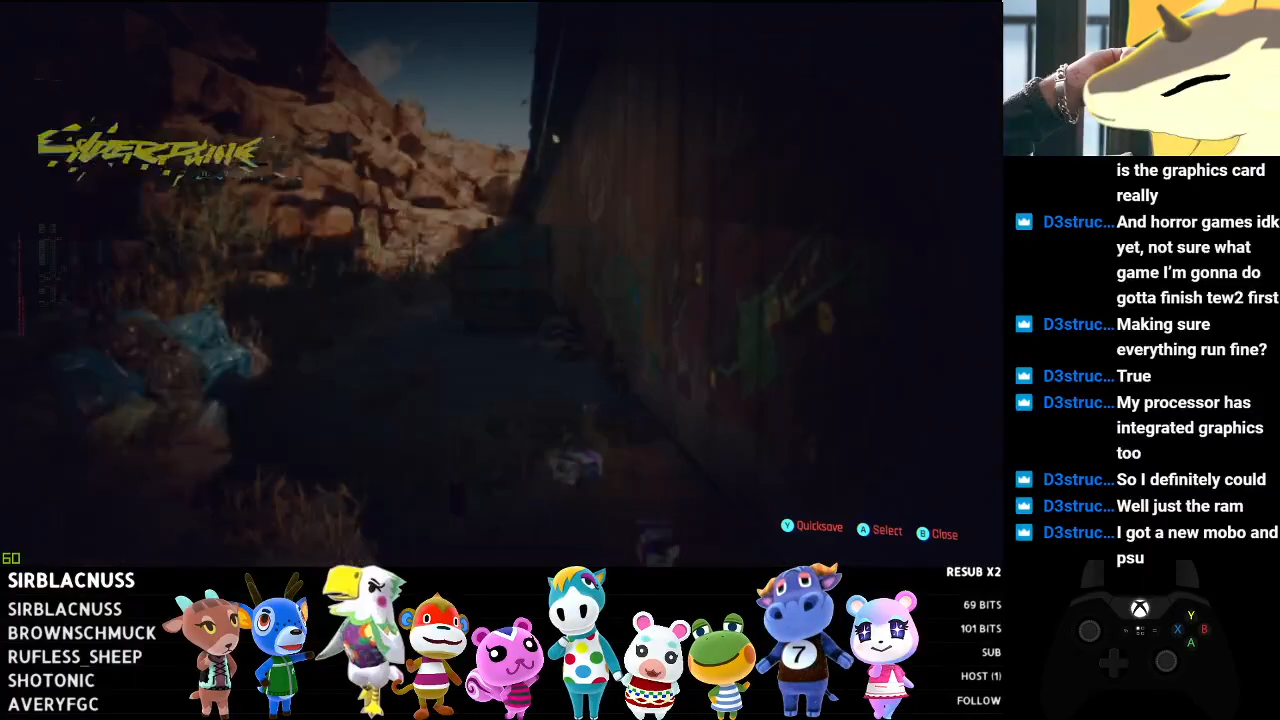 CYBERPUNK
Y Quicksave A Select B Close
60
is the graphics card
really
D3struc... And horror games idk
yet, not sure what
game I'm gonna do
gotta finish tew2 first
D3struc... Making sure
everything run fine?
D3struc... True
D3struc... My processor has
integrated graphics
too
D3struc... So I definitely could
D3struc... Well just the ram
D3struc... I got a new mobo and
psu
SIRBLACNUSS RESUB X2
SIRBLACNUSS 69 BITS
BROWNSCHMUCK 101 BITS
RUFLESS_SHEEP SUB
SHOTONIC HOST (1)
AVERYFGC FOLLOW
7
Y
X B
A